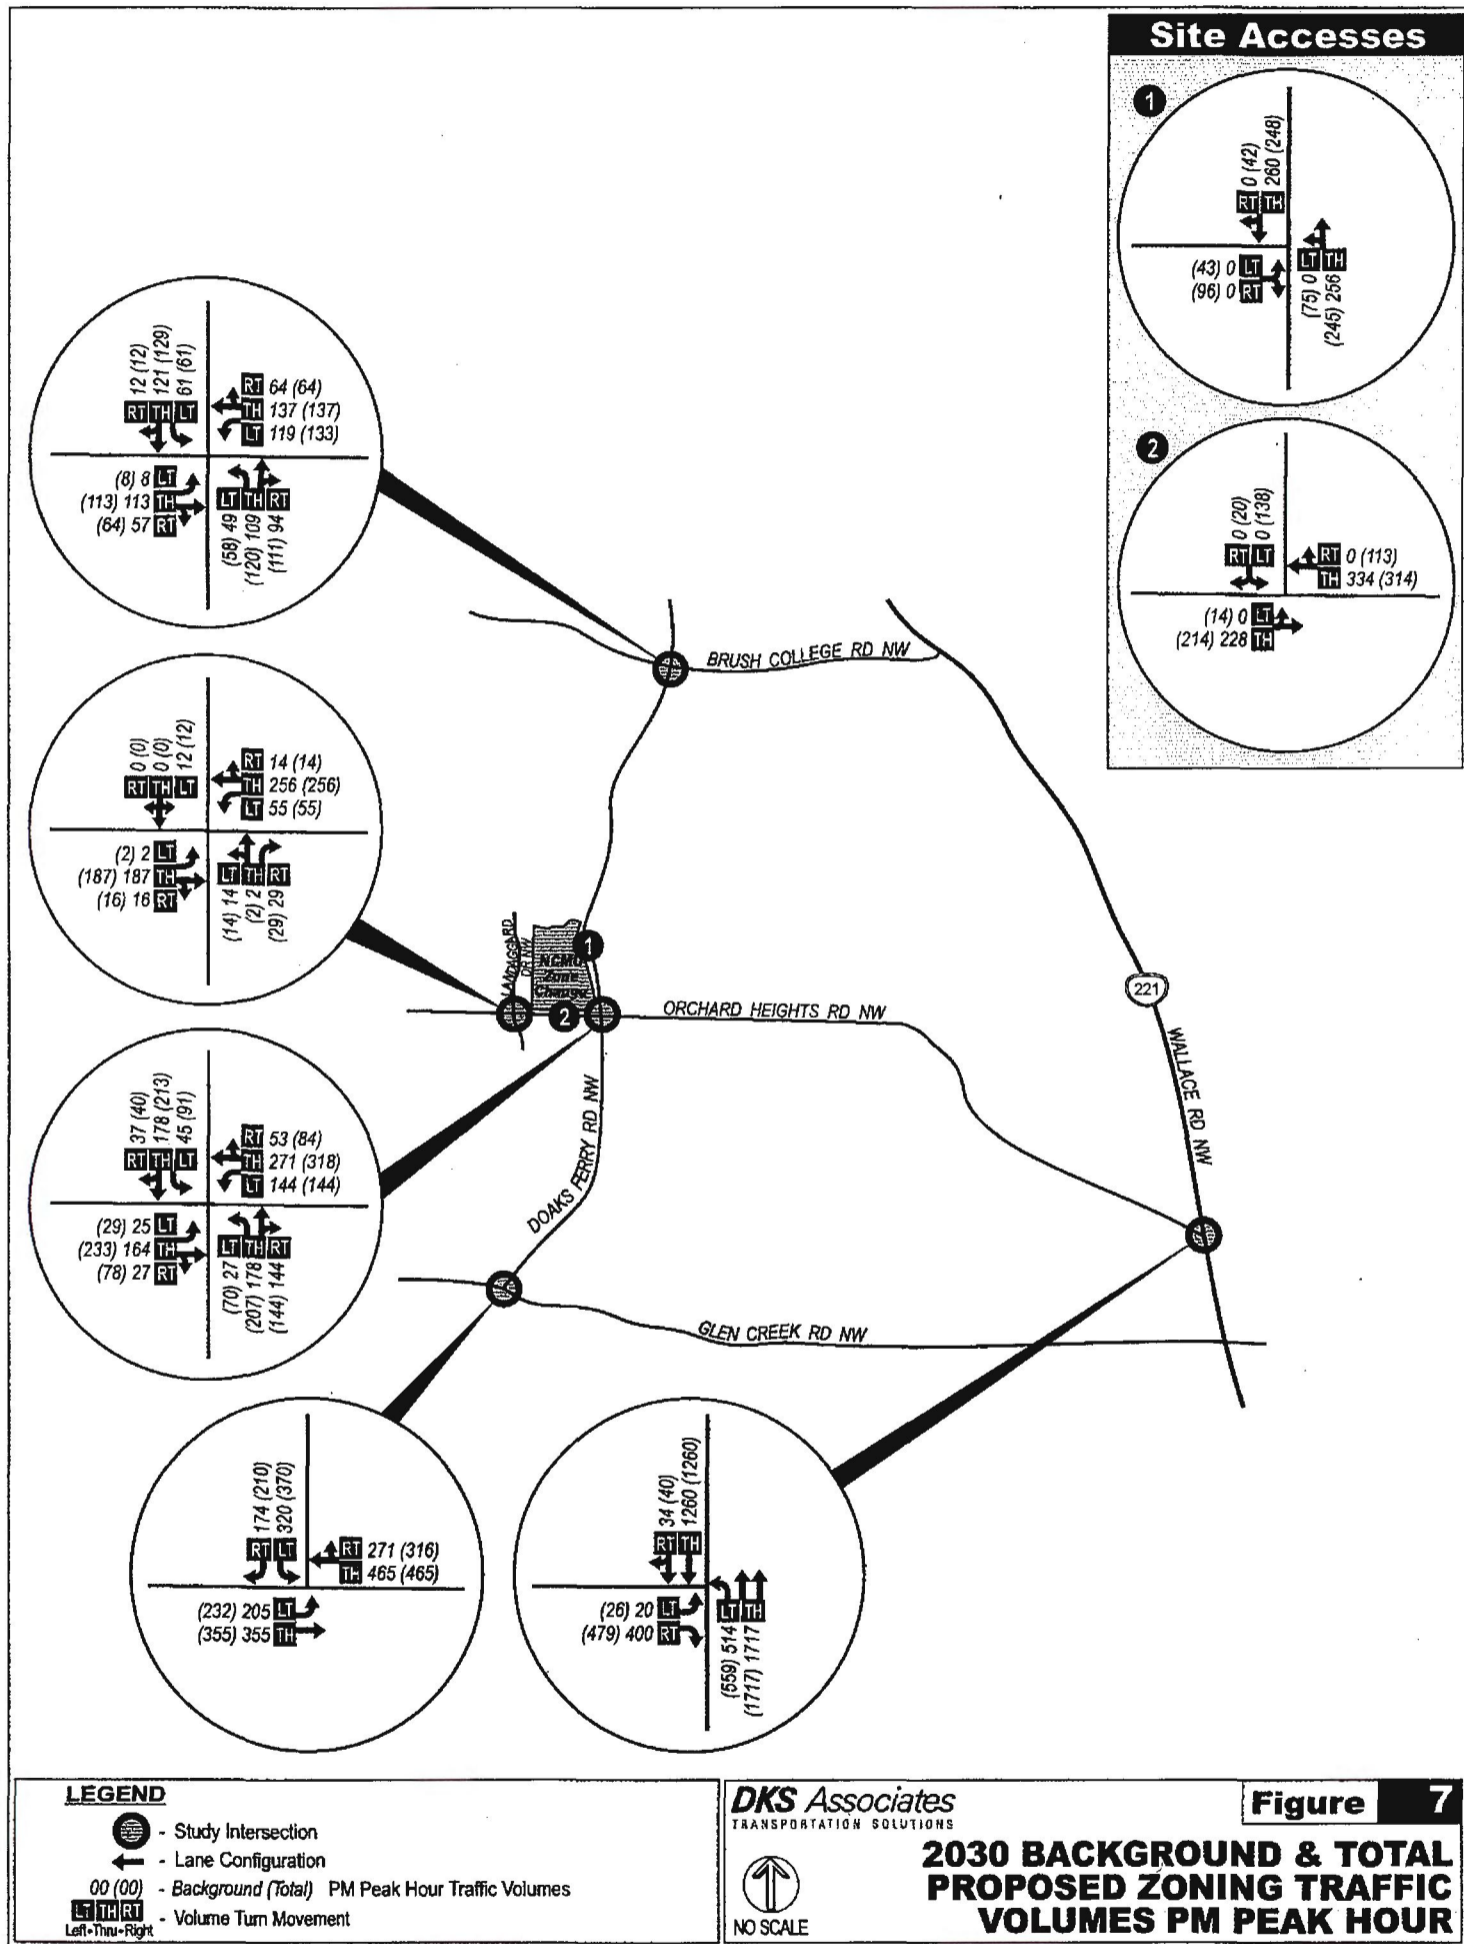 Site Accesses
1
0 (42)
260 (248)
RT TH
(43) 0 LT
(96) 0 RT
LT TH
(75) 0
(245) 256
2
0 (20)
0 (138)
RT LT
RT 0 (113)
TH 334 (314)
(14) 0 LT
(214) 228 TH
12 (12)
121 (129)
61 (61)
RT TH LT
RT 64 (64)
TH 137 (137)
LT 119 (133)
(8) 8 LT
(113) 113 TH
(64) 57 RT
LT TH RT
(58) 49
(120) 109
(111) 94
0 (0)
0 (0)
12 (12)
RT TH LT
RT 14 (14)
TH 256 (256)
LT 55 (55)
(2) 2 LT
(187) 187 TH
(16) 16 RT
LT TH RT
(14) 14
(2) 2
(29) 29
37 (40)
178 (213)
45 (91)
RT TH LT
RT 53 (84)
TH 271 (318)
LT 144 (144)
(29) 25 LT
(233) 164 TH
(78) 27 RT
LT TH RT
(70) 27
(207) 178
(144) 144
174 (210)
320 (370)
RT LT
RT 271 (316)
TH 465 (465)
(232) 205 LT
(355) 355 TH
34 (40)
1260 (1260)
RT TH
(26) 20 LT
(479) 400 RT
LT TH
(559) 514
(1717) 1717
BRUSH COLLEGE RD NW
LANDAGGARD
DR NW
NCMU
Zone
Change
1
2
ORCHARD HEIGHTS RD NW
221
WALLACE RD NW
DOAKS FERRY RD NW
GLEN CREEK RD NW
LEGEND
- Study Intersection
- Lane Configuration
00 (00) - Background (Total) PM Peak Hour Traffic Volumes
LT TH RT - Volume Turn Movement
Left•Thru•Right
DKS Associates
TRANSPORTATION SOLUTIONS
NO SCALE
Figure 7
2030 BACKGROUND & TOTAL
PROPOSED ZONING TRAFFIC
VOLUMES PM PEAK HOUR